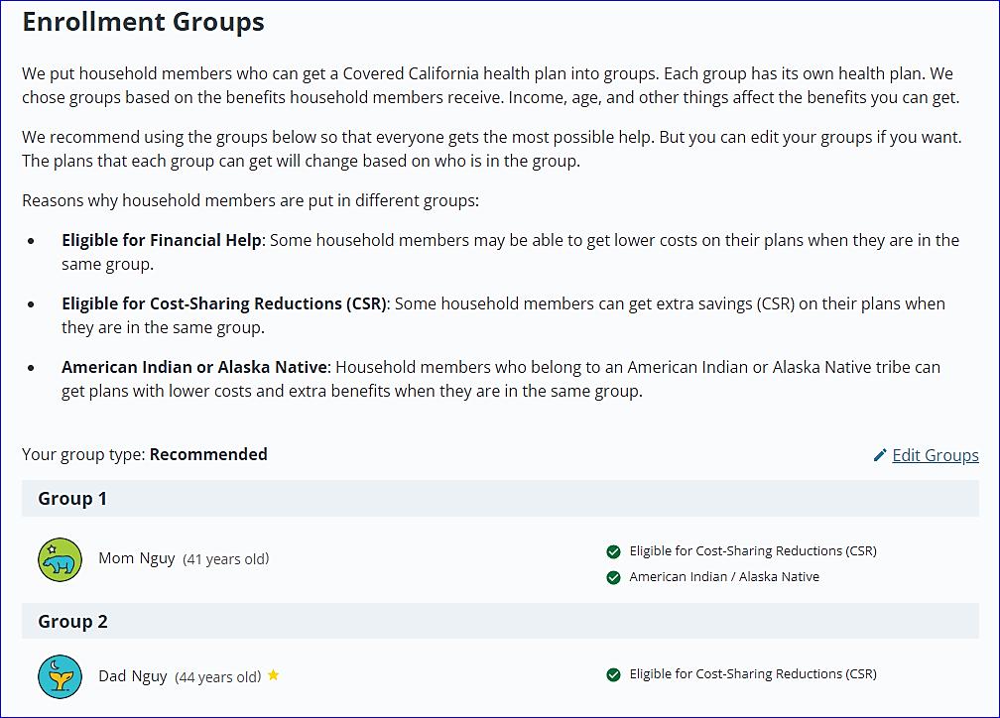 Enrollment Groups
We put household members who can get a Covered California health plan into groups. Each group has its own health plan. We
chose groups based on the benefits household members receive. Income, age, and other things affect the benefits you can get.
We recommend using the groups below so that everyone gets the most possible help. But you can edit your groups if you want.
The plans that each group can get will change based on who is in the group.
Reasons why household members are put in different groups:
• Eligible for Financial Help: Some household members may be able to get lower costs on their plans when they are in the
same group.
• Eligible for Cost-Sharing Reductions (CSR): Some household members can get extra savings (CSR) on their plans when
they are in the same group.
• American Indian or Alaska Native: Household members who belong to an American Indian or Alaska Native tribe can
get plans with lower costs and extra benefits when they are in the same group.
Your group type: Recommended
Edit Groups
Group 1
Mom Nguy (41 years old)
Eligible for Cost-Sharing Reductions (CSR)
American Indian / Alaska Native
Group 2
Dad Nguy (44 years old)
Eligible for Cost-Sharing Reductions (CSR)